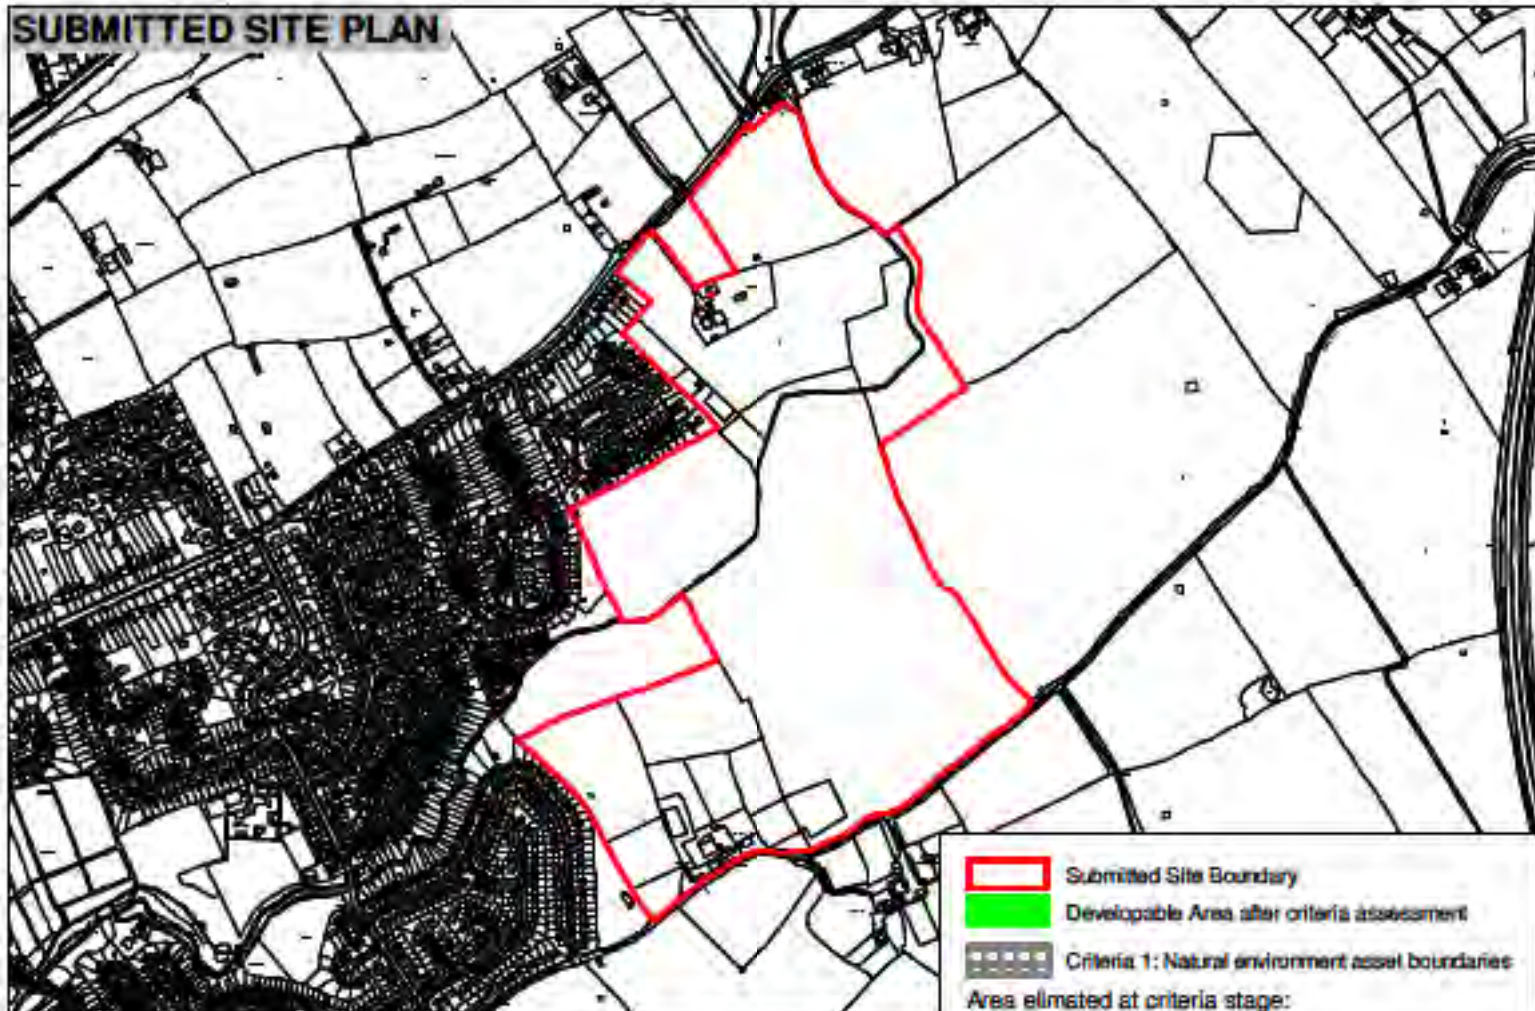 SUBMITTED SITE PLAN
Submitted Site Boundary
Developable Area after criteria assessment
Criteria 1: Natural environment asset boundaries
Area elimated at criteria stage: